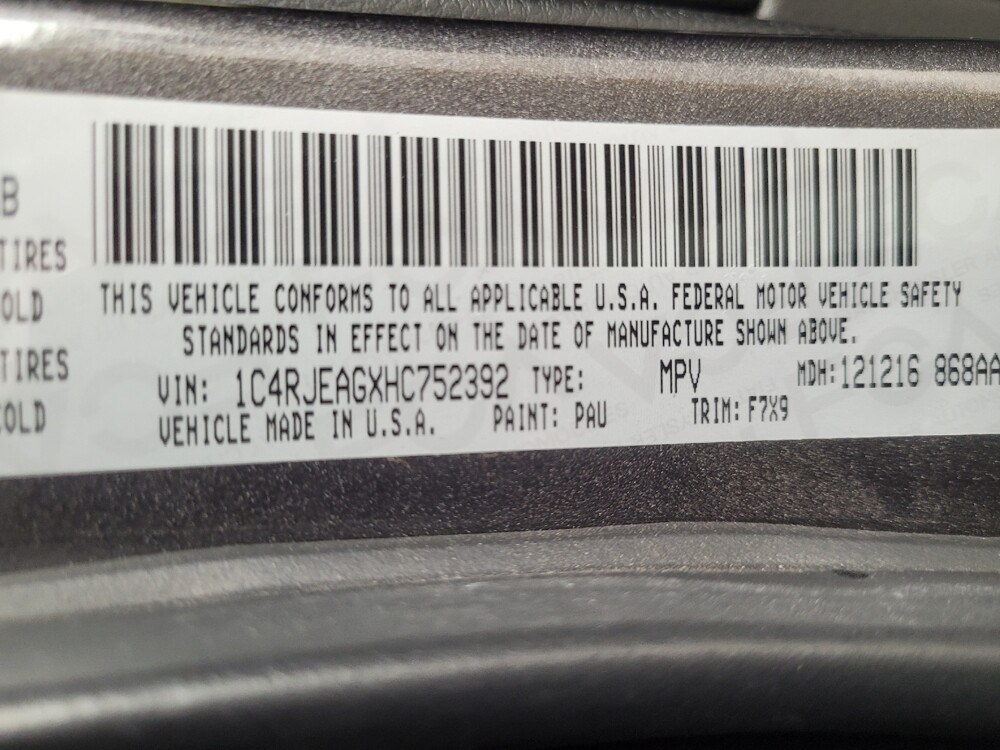 B
TIRES
OLD
TIRES
COLD
THIS VEHICLE CONFORMS TO ALL APPLICABLE U.S.A. FEDERAL MOTOR VEHICLE SAFETY
STANDARDS IN EFFECT ON THE DATE OF MANUFACTURE SHOWN ABOVE.
VIN: 1C4RJEAGXHC752392 TYPE: MPV MDH: 121216 868AA
VEHICLE MADE IN U.S.A. PAINT: PAU TRIM: F7X9